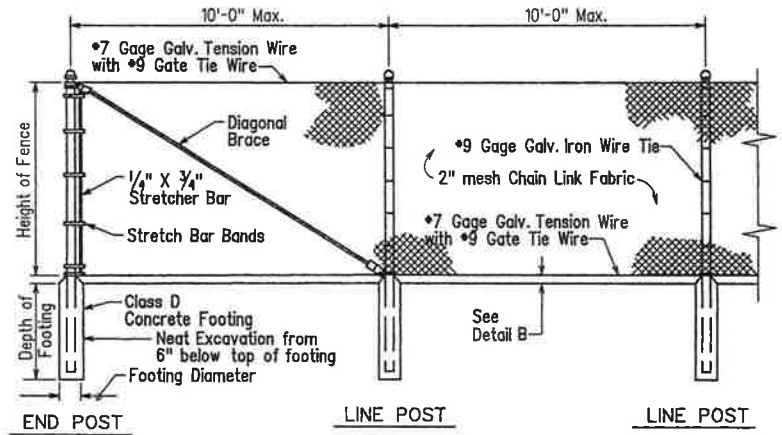 10'-0" Max.
10'-0" Max.
#7 Gage Galv. Tension Wire
with #9 Gate Tie Wire
Diagonal
Brace
Height of Fence
1/4" X 3/4"
Stretcher Bar
Stretch Bar Bands
#9 Gage Galv. Iron Wire Tie
2" mesh Chain Link Fabric
#7 Gage Galv. Tension Wire
with #9 Gate Tie Wire
Depth of
Footing
Class D
Concrete Footing
Neat Excavation from
6" below top of footing
Footing Diameter
See
Detail B
END POST
LINE POST
LINE POST